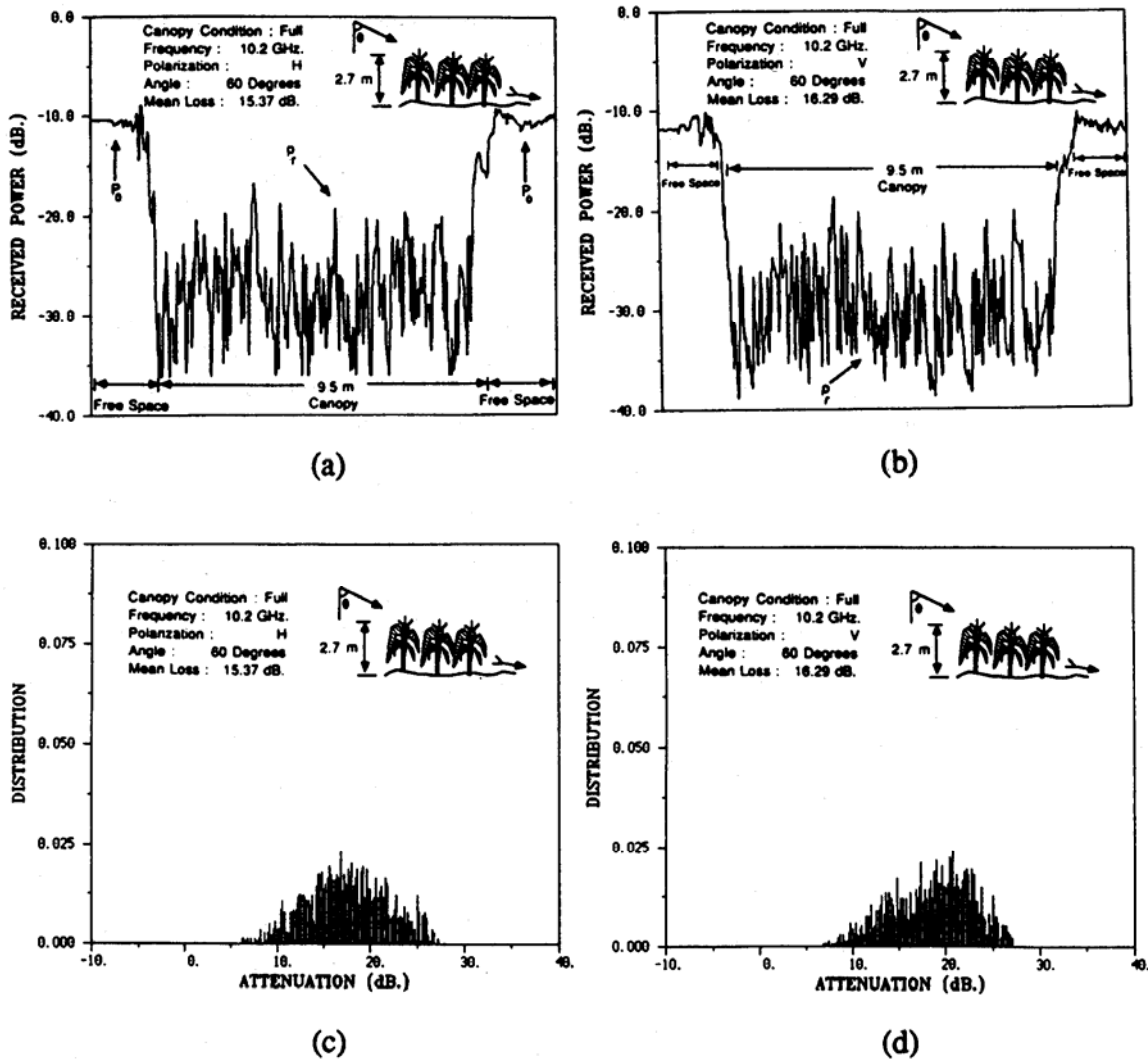 0.0
-10.0
-20.0
-30.0
-40.0
RECEIVED POWER (dB.)
Canopy Condition : Full
Frequency : 10.2 GHz.
Polarization : H
Angle : 60 Degrees
Mean Loss : 15.37 dB.
θ
2.7 m
P₀
Pr
P₀
9.5 m
Free Space
Canopy
Free Space
(a)
0.0
-10.0
-20.0
-30.0
-40.0
RECEIVED POWER (dB.)
Canopy Condition : Full
Frequency : 10.2 GHz.
Polarization : V
Angle : 60 Degrees
Mean Loss : 16.29 dB.
θ
2.7 m
Free Space
9.5 m
Canopy
Free Space
Pr
(b)
0.100
0.075
0.050
0.025
0.000
DISTRIBUTION
Canopy Condition : Full
Frequency : 10.2 GHz.
Polarization : H
Angle : 60 Degrees
Mean Loss : 15.37 dB.
θ
2.7 m
-10. 0. 10. 20. 30. 40.
ATTENUATION (dB.)
(c)
0.100
0.075
0.050
0.025
0.000
DISTRIBUTION
Canopy Condition : Full
Frequency : 10.2 GHz.
Polarization : V
Angle : 60 Degrees
Mean Loss : 16.29 dB.
θ
2.7 m
-10. 0. 10. 20. 30. 40.
ATTENUATION (dB.)
(d)